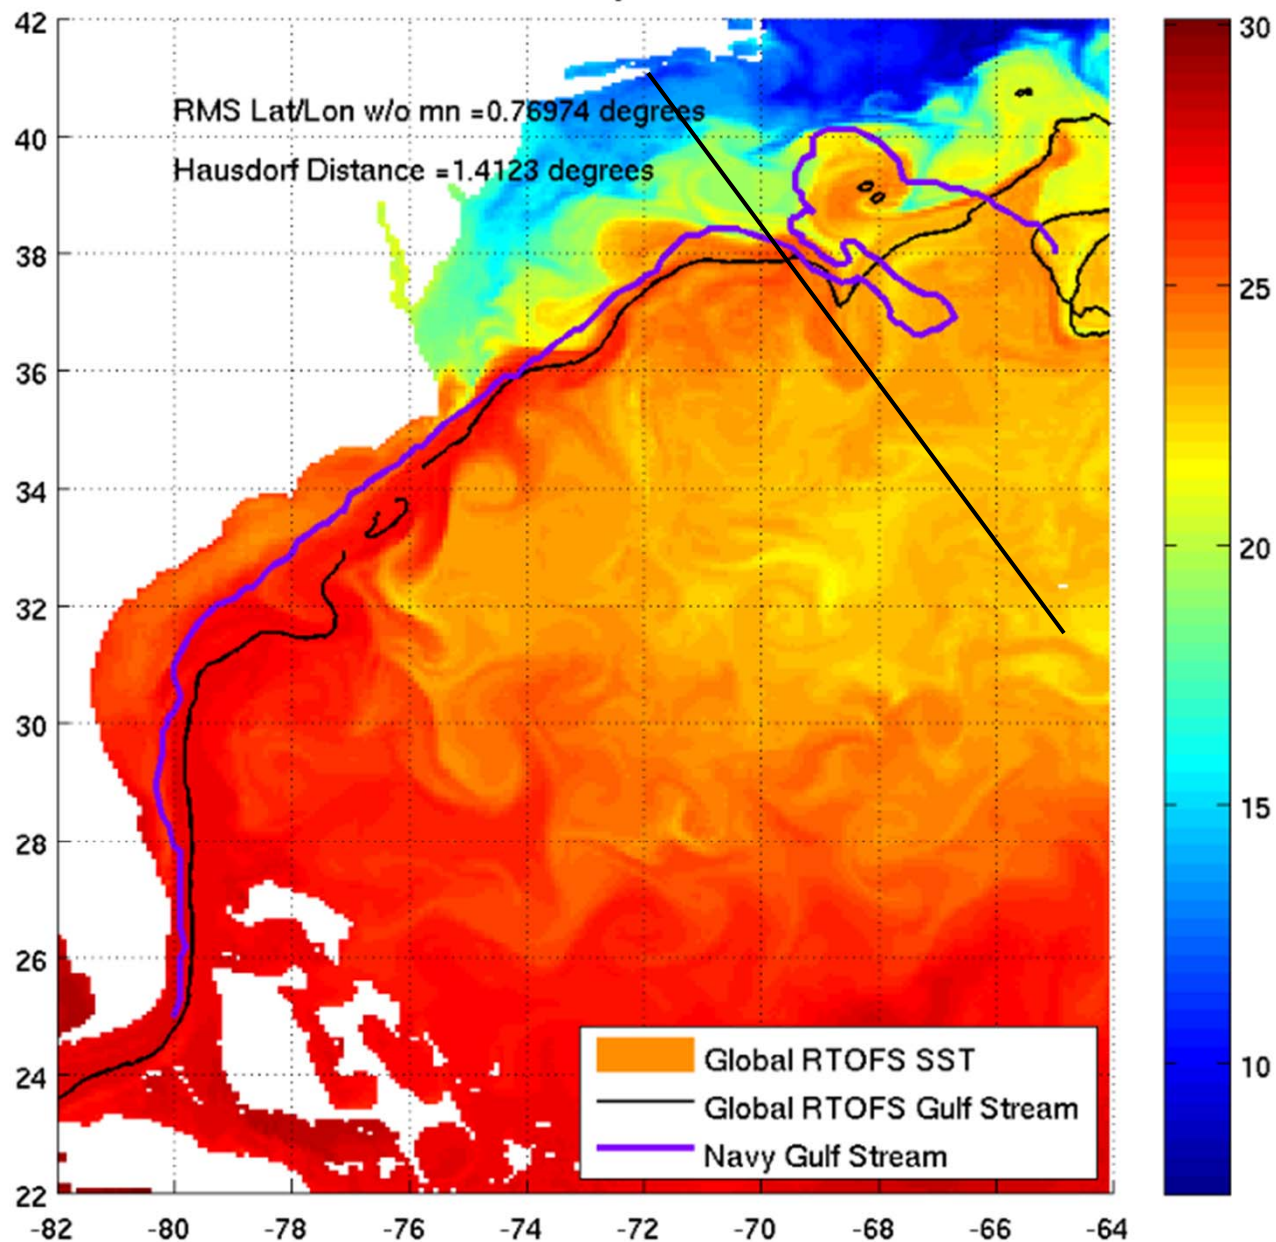 42
40
38
36
34
32
30
28
26
24
22
RMS Lat/Lon w/o mn =0.76974 degrees
Hausdorf Distance =1.4123 degrees
30
25
20
15
10
Global RTOFS SST
Global RTOFS Gulf Stream
Navy Gulf Stream
-82 -80 -78 -76 -74 -72 -70 -68 -66 -64